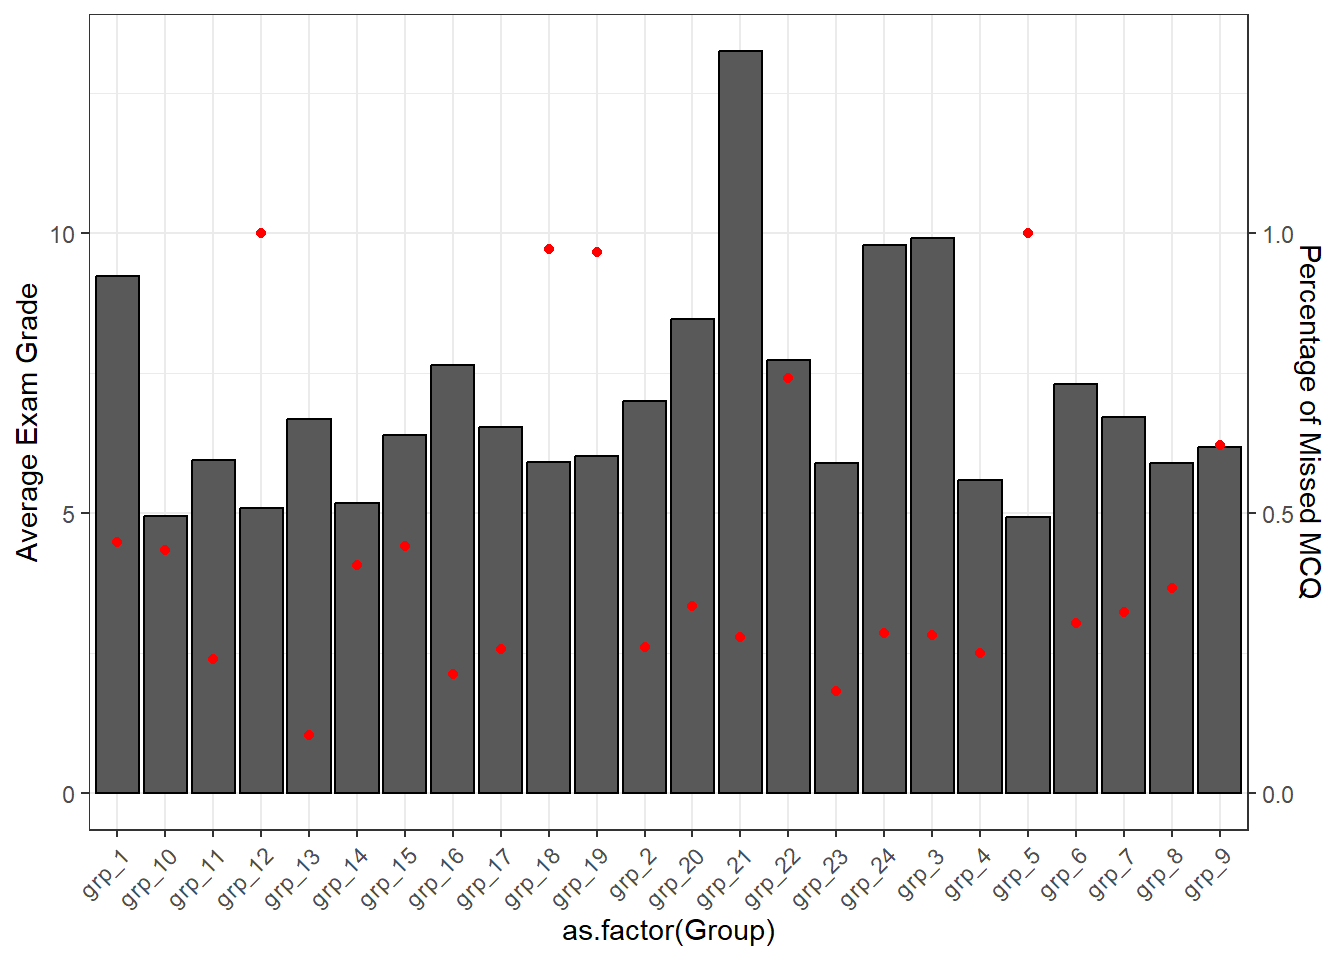 Average Exam Grade
10
5
0
1.0
0.5
0.0
Percentage of Missed MCQ
grp_1
grp_10
grp_11
grp_12
grp_13
grp_14
grp_15
grp_16
grp_17
grp_18
grp_19
grp_2
grp_20
grp_21
grp_22
grp_23
grp_24
grp_3
grp_4
grp_5
grp_6
grp_7
grp_8
grp_9
as.factor(Group)